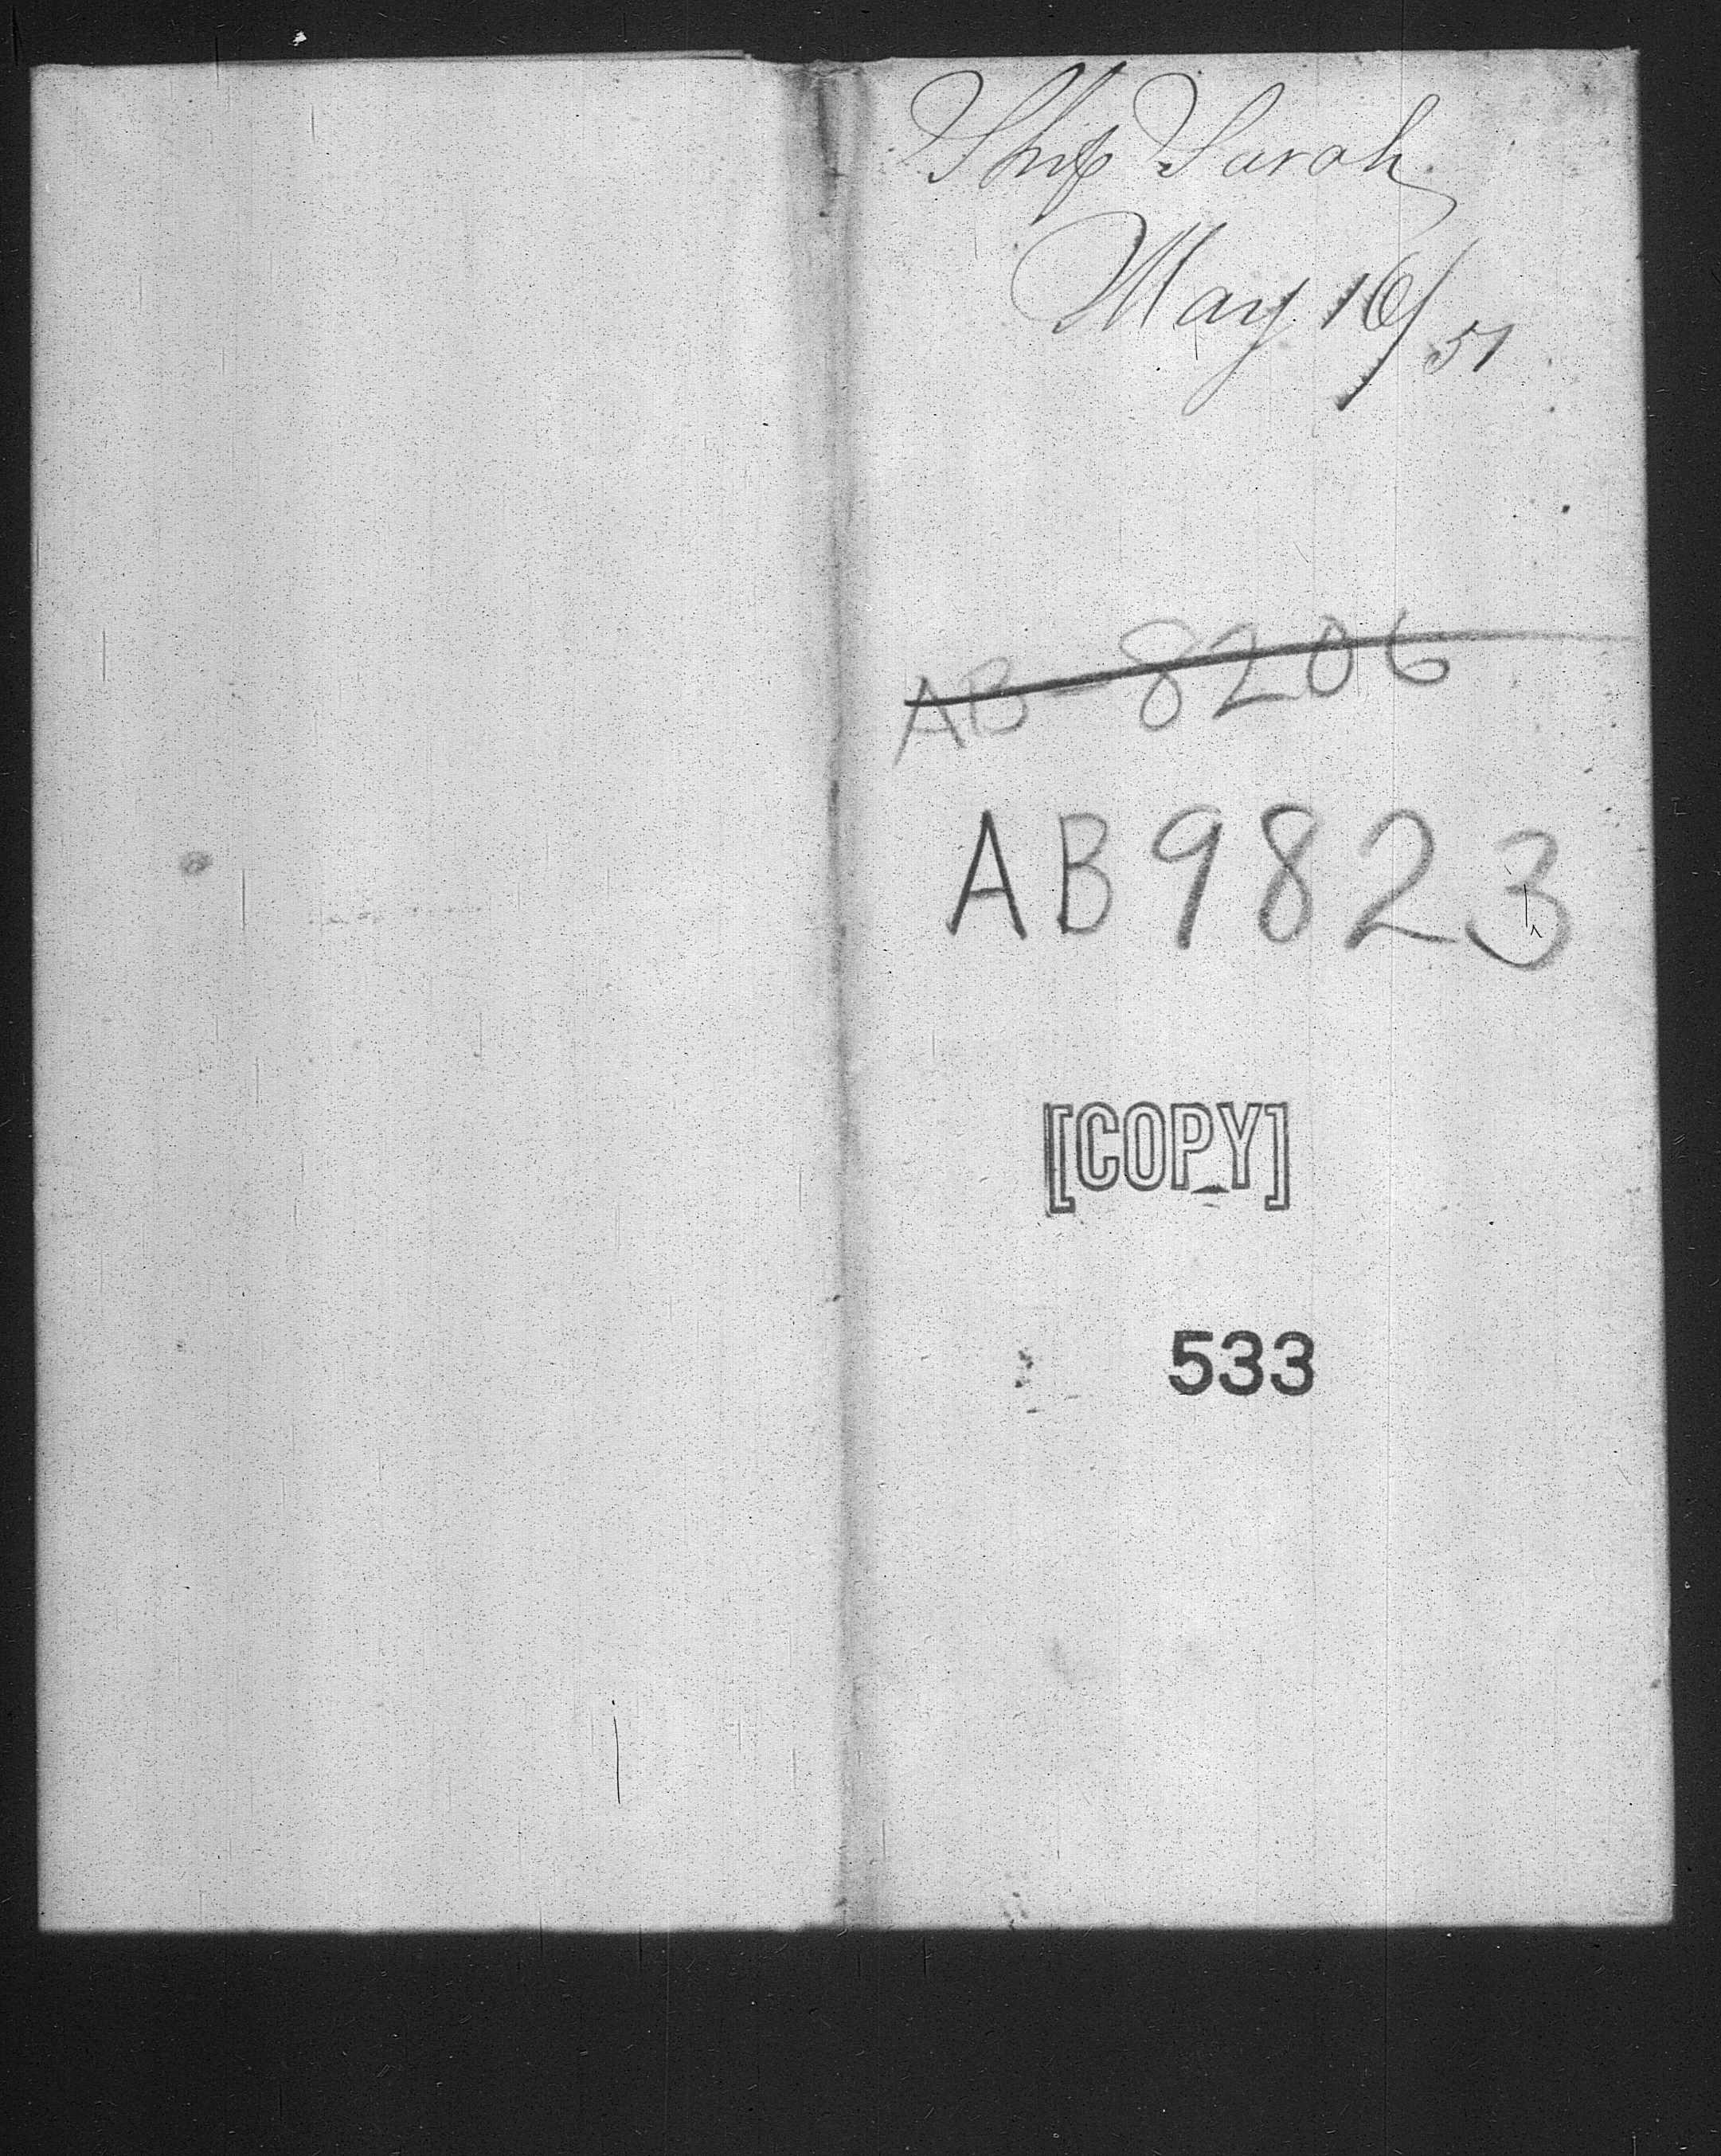 Ship Sarah
May 16/51
AB-8206
AB9823
[COPY]
533